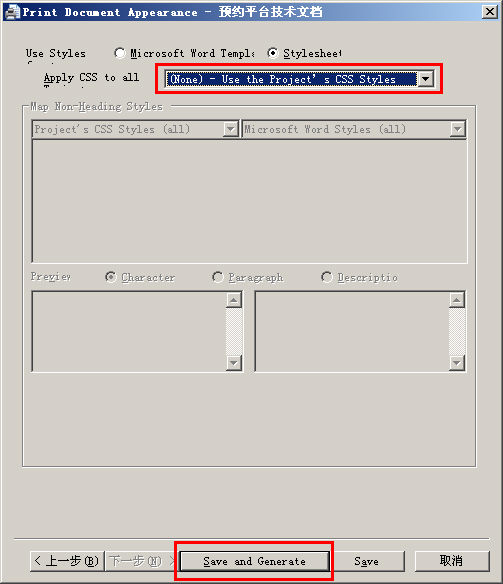 Print Document Appearance - 预约平台技术文档
Use Styles Microsoft Word Templ Stylesheet
Apply CSS to all (None) - Use the Project's CSS Styles
Map Non-Heading Styles
Project's CSS Styles (all) Microsoft Word Styles (all)
Preview Character Paragraph Descriptio
< 上一步(B) 下一步(N) > Save and Generate Save 取消